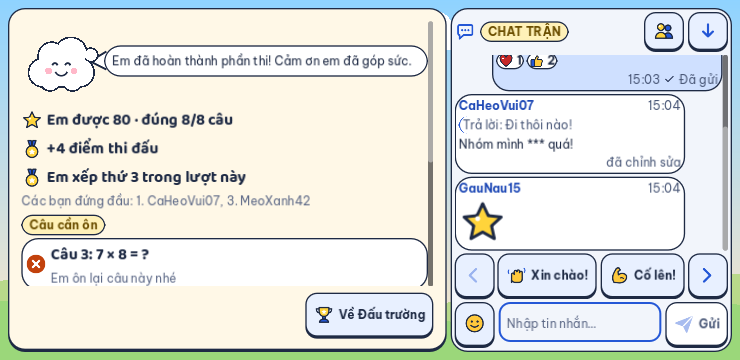 Em đã hoàn thành phần thi! Cảm ơn em đã góp sức.
Em được 80 · đúng 8/8 câu
+4 điểm thi đấu
Em xếp thứ 3 trong lượt này
Các bạn đứng đầu: 1. CaHeoVui07, 3. MeoXanh42
Câu cần ôn
Câu 3: 7 × 8 = ?
Em ôn lại câu này nhé
Về Đấu trường
CHAT TRẬN
1 2
15:03 ✓ Đã gửi
CaHeoVui07 15:04
Trả lời: Đi thôi nào!
Nhóm mình *** quá!
đã chỉnh sửa
GauNau15 15:04
Xin chào!
Cố lên!
Nhập tin nhắn...
Gửi